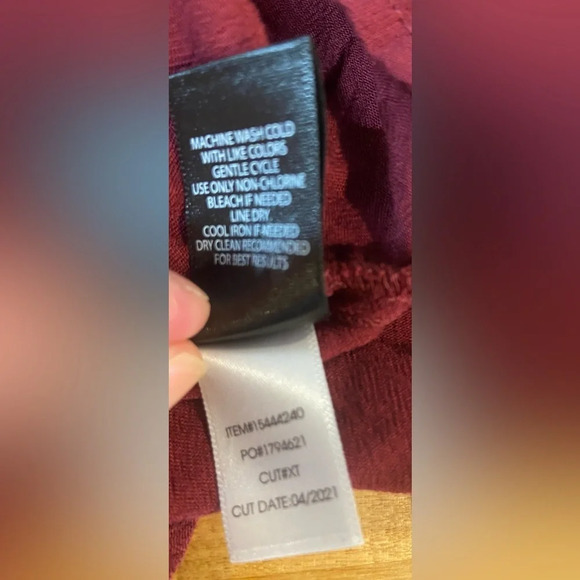 MACHINE WASH COLD
WITH LIKE COLORS
GENTLE CYCLE
USE ONLY NON-CHLORINE
BLEACH IF NEEDED
LINE DRY
COOL IRON IF NEEDED
DRY CLEAN RECOMMENDED
FOR BEST RESULTS
ITEM#15444240
PO#1794621
CUT#XT
CUT DATE:04/2021